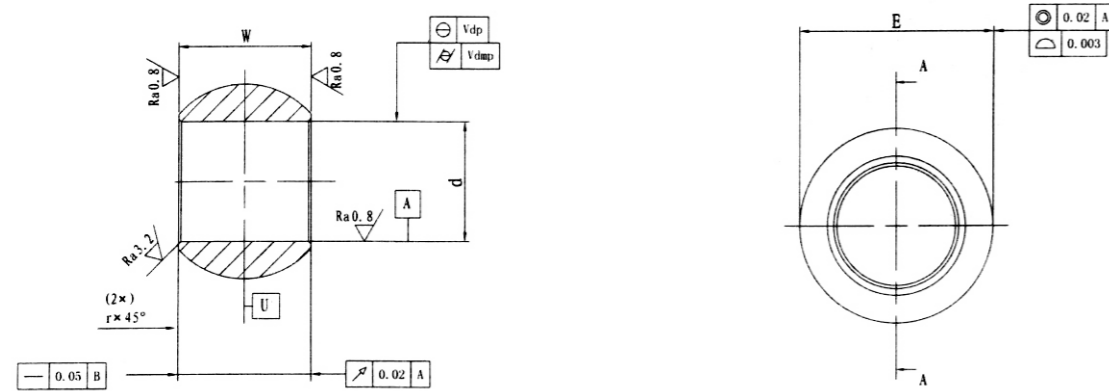 W
⊖ Vdp
⌭ Vdmp
Ra0.8
Ra0.8
d
A
Ra0.8
Ra3.2
U
(2×)
r×45°
— 0.05 B
↗ 0.02 A
E
◎ 0.02 A
⌓ 0.003
A
A